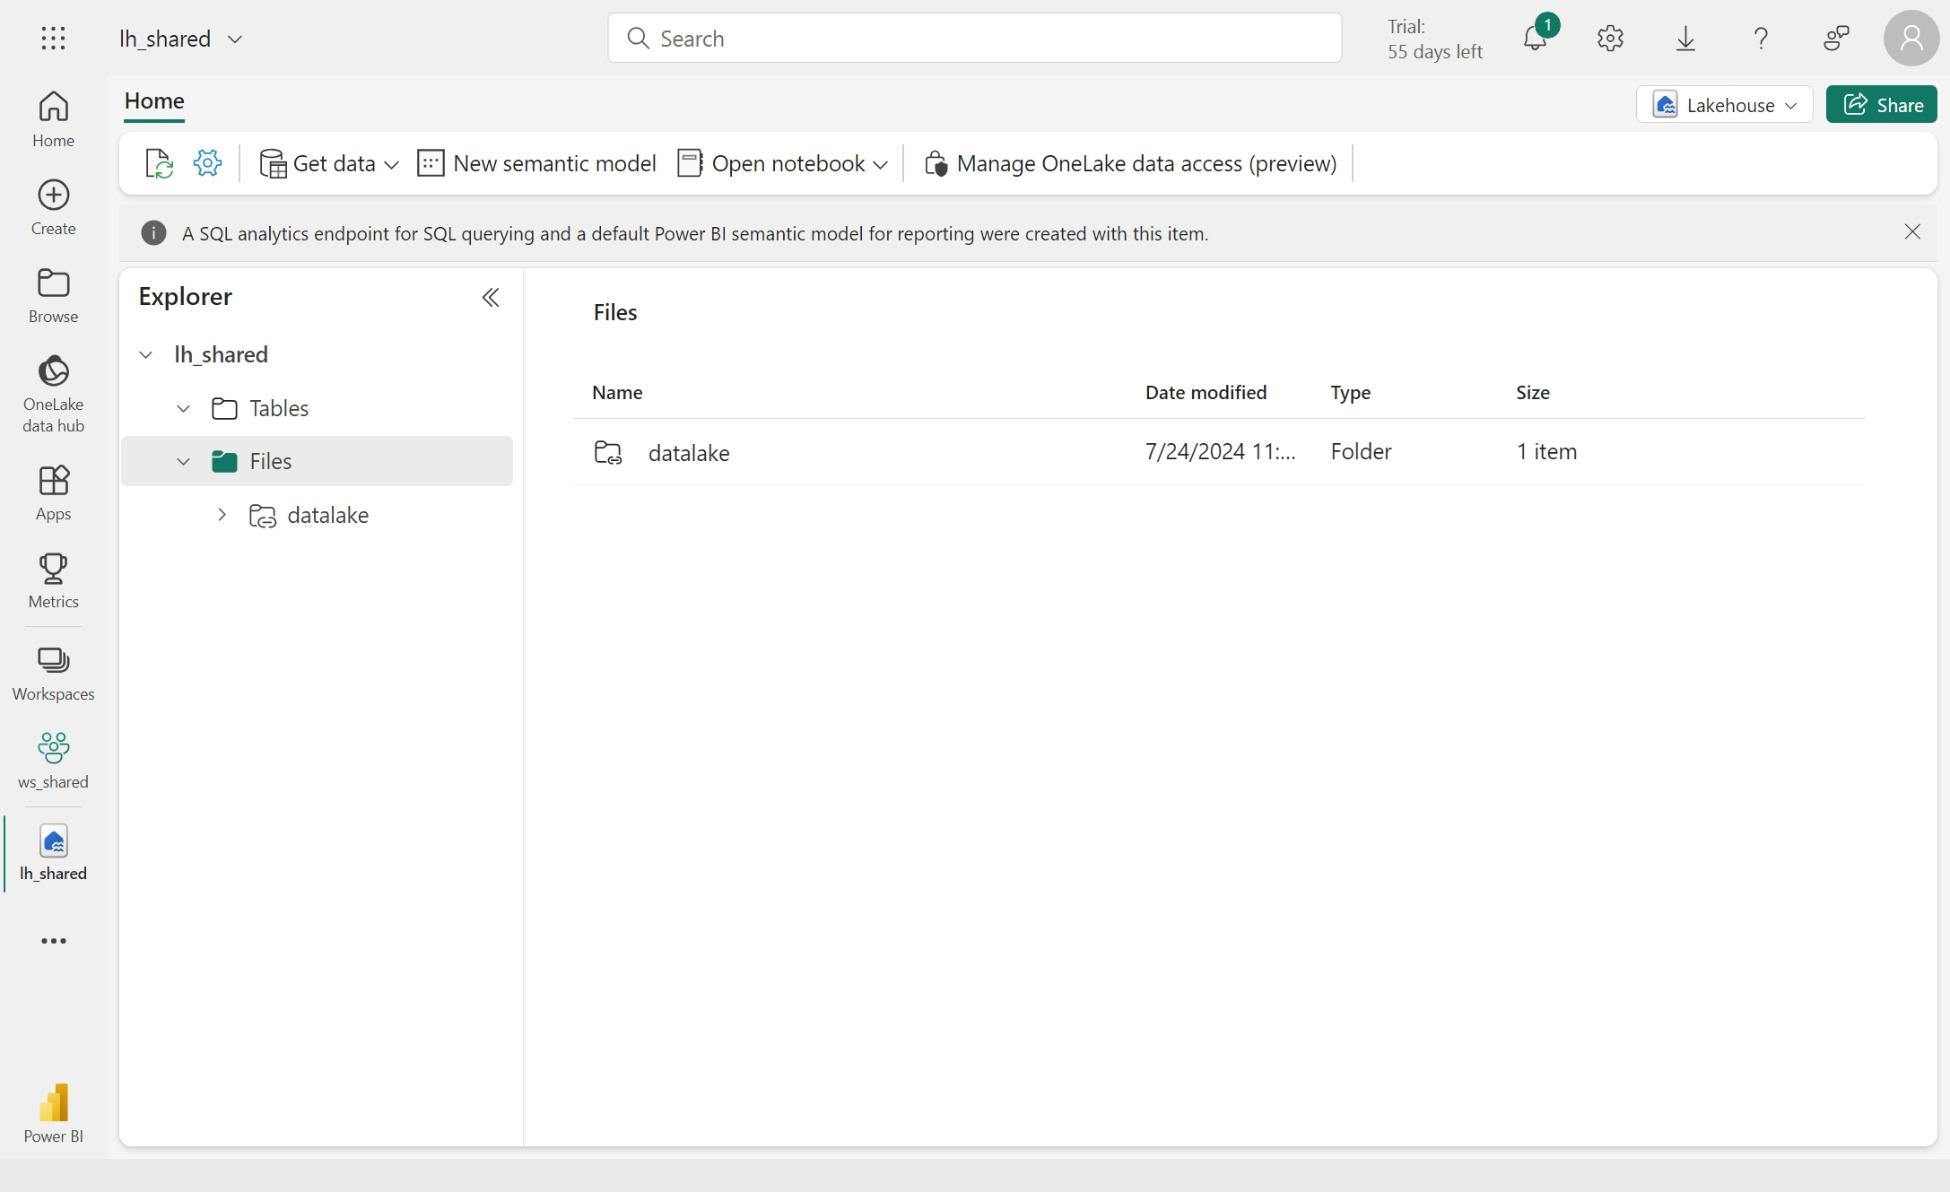 lh_shared
Search
Trial:
55 days left
1
Home
Lakehouse
Share
Get data
New semantic model
Open notebook
Manage OneLake data access (preview)
A SQL analytics endpoint for SQL querying and a default Power BI semantic model for reporting were created with this item.
Home
Create
Browse
OneLake
data hub
Apps
Metrics
Workspaces
ws_shared
lh_shared
Power BI
Explorer
lh_shared
Tables
Files
datalake
Files
Name Date modified Type Size
datalake 7/24/2024 11:... Folder 1 item